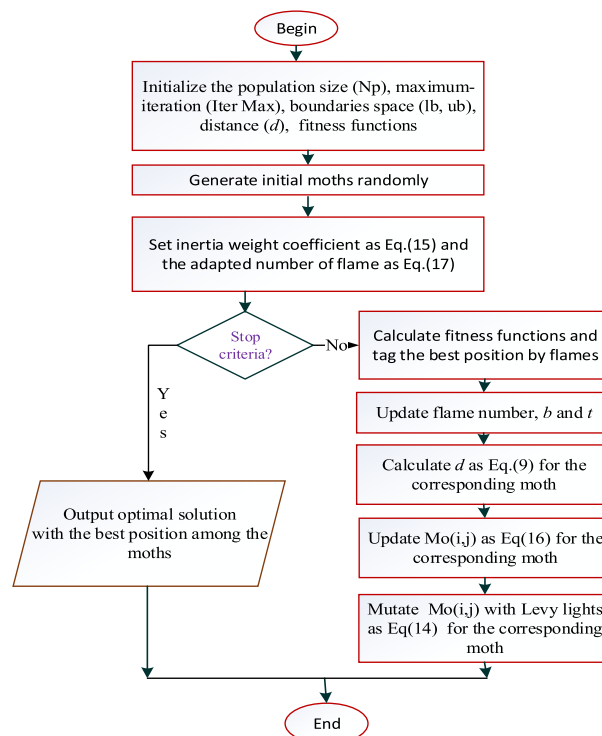 Begin
Initialize the population size (Np), maximum-
iteration (Iter Max), boundaries space (lb, ub),
distance (d),  fitness functions
Generate initial moths randomly
Set inertia weight coefficient as Eq.(15) and
the adapted number of flame as Eq.(17)
Stop
criteria?
No
Yes
Calculate fitness functions and
tag the best position by flames
Update flame number, b and t
Calculate d as Eq.(9) for the
corresponding moth
Update Mo(i,j) as Eq(16) for the
corresponding moth
Mutate  Mo(i,j) with Levy lights
as Eq(14)  for the corresponding
moth
Output optimal solution
with the best position among the
moths
End